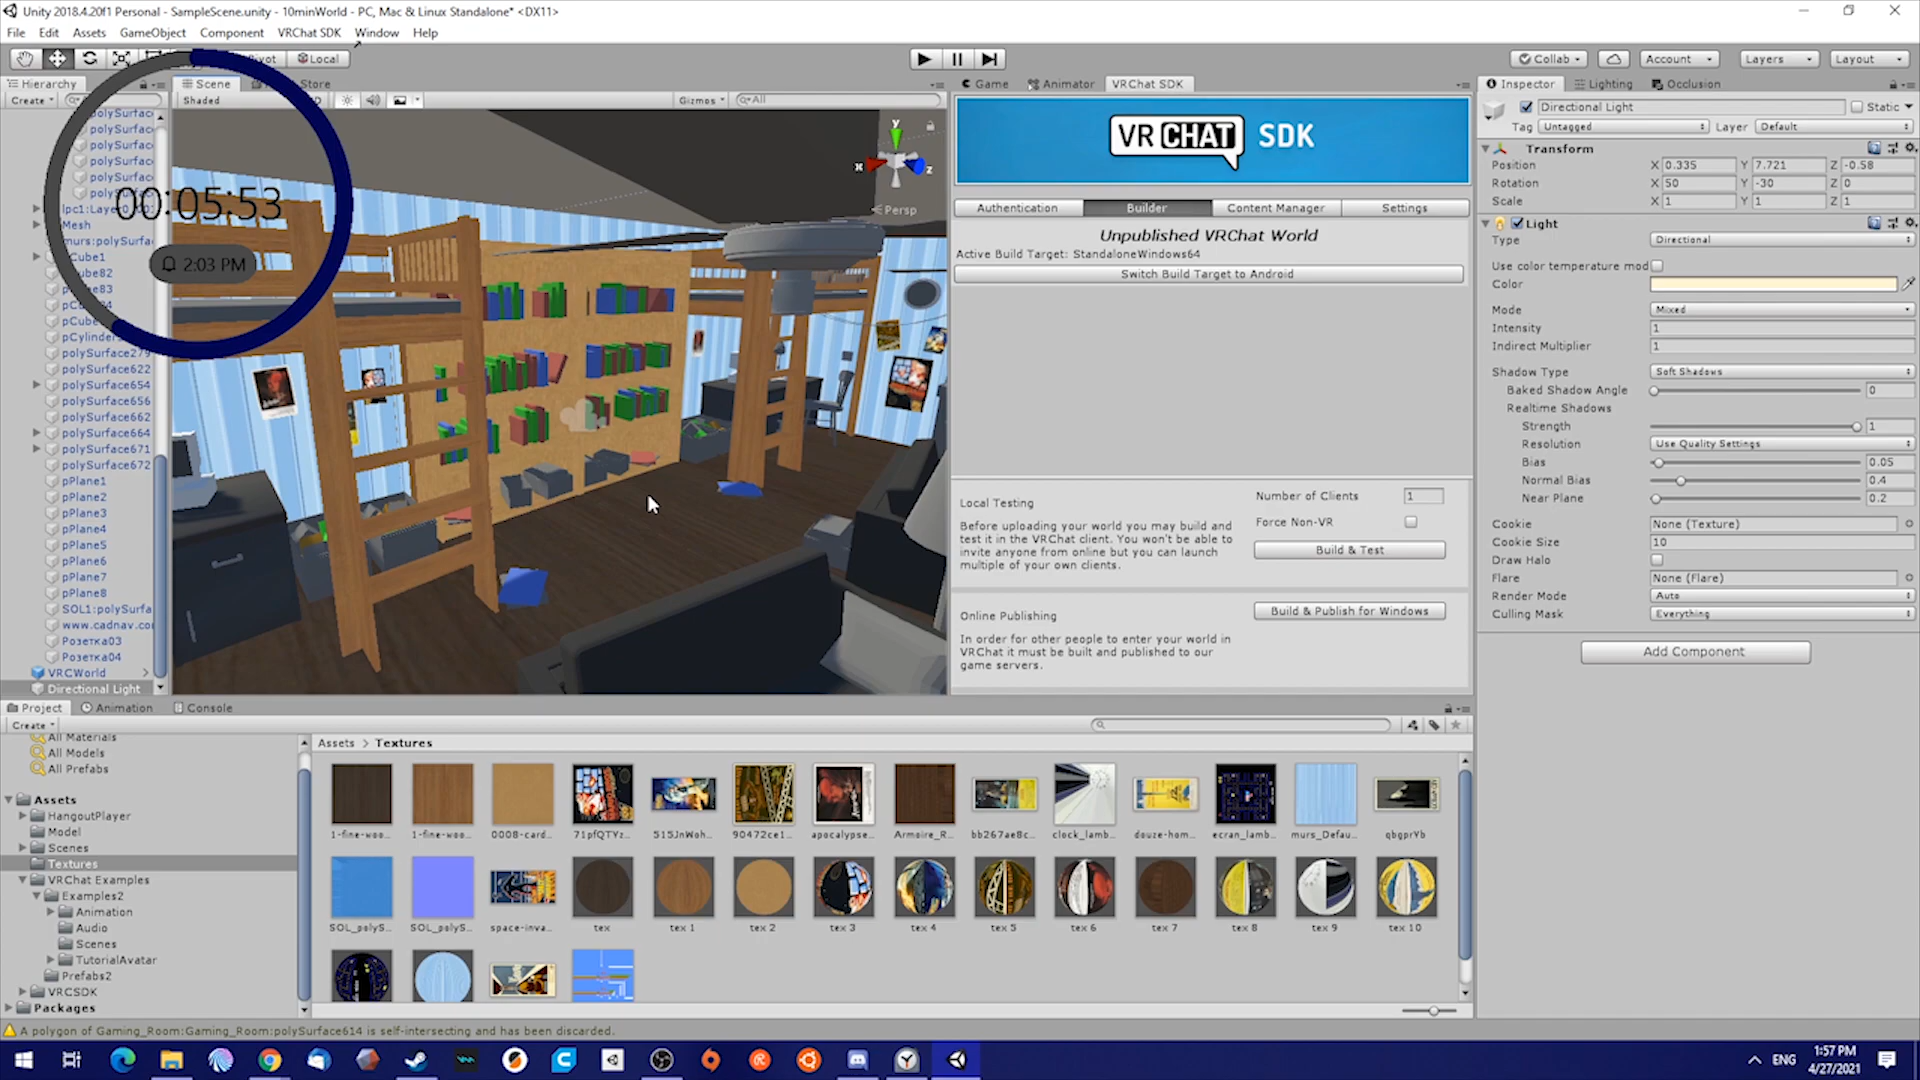 Unity 2018.4.20f1 Personal - SampleScene.unity - 10minWorld - PC, Mac & Linux Standalone* <DX11>
File Edit Assets GameObject Component VRChat SDK Window Help
Local Collab Account Layers Layout
Hierarchy Scene Store Game Animator VRChat SDK Inspector Lighting Occlusion
Create Shaded Gizmos All
00:05:53
2:03 PM
polySurfac
polySurfac
polySurfac
polySurfac
polySurfac
polySurfac
Mesh
murs:polySurfa
pCylinder
polySurface279
polySurface622
polySurface654
polySurface656
polySurface662
polySurface664
polySurface671
polySurface672
pPlane1
pPlane2
pPlane3
pPlane4
pPlane5
pPlane6
pPlane7
pPlane8
SOL1:polySurfa
www.cadnav.co
Розетка03
Розетка04
VRCWorld
Directional Light
y
x
z
Persp
VR CHAT SDK
Authentication Builder Content Manager Settings
Unpublished VRChat World
Active Build Target: StandaloneWindows64
Switch Build Target to Android
Local Testing
Before uploading your world you may build and
test it in the VRChat client. You won't be able to
invite anyone from online but you can launch
multiple of your own clients.
Number of Clients 1
Force Non-VR
Build & Test
Online Publishing
In order for other people to enter your world in
VRChat it must be built and published to our
game servers.
Build & Publish for Windows
Directional Light Static
Tag Untagged Layer Default
Transform
Position X 0.335 Y 7.721 Z -0.58
Rotation X 50 Y -30 Z 0
Scale X 1 Y 1 Z 1
Light
Type Directional
Use color temperature mod
Color
Mode Mixed
Intensity 1
Indirect Multiplier 1
Shadow Type Soft Shadows
Baked Shadow Angle 0
Realtime Shadows
Strength 1
Resolution Use Quality Settings
Bias 0.05
Normal Bias 0.4
Near Plane 0.2
Cookie None (Texture)
Cookie Size 10
Draw Halo
Flare None (Flare)
Render Mode Auto
Culling Mask Everything
Add Component
Project Animation Console
Create
All Materials
All Models
All Prefabs
Assets
HangoutPlayer
Model
Scenes
Textures
VRChat Examples
Examples2
Animation
Audio
Scenes
TutorialAvatar
Prefabs2
VRCSDK
Packages
Assets > Textures
1-fine-woo... 1-fine-woo... 0008-card... 71pfQTYz... 515JnWoh... 90472ce1... apocalypse... Armoire_R... bb267ae8c... clock_lamb... douze-hom... ecran_lamb... murs_Defau... qbgprYb
SOL_polyS... SOL_polyS... space-inva... tex tex 1 tex 2 tex 3 tex 4 tex 5 tex 6 tex 7 tex 8 tex 9 tex 10
A polygon of Gaming_Room:Gaming_Room:polySurface614 is self-intersecting and has been discarded.
ENG 1:57 PM
4/27/2021